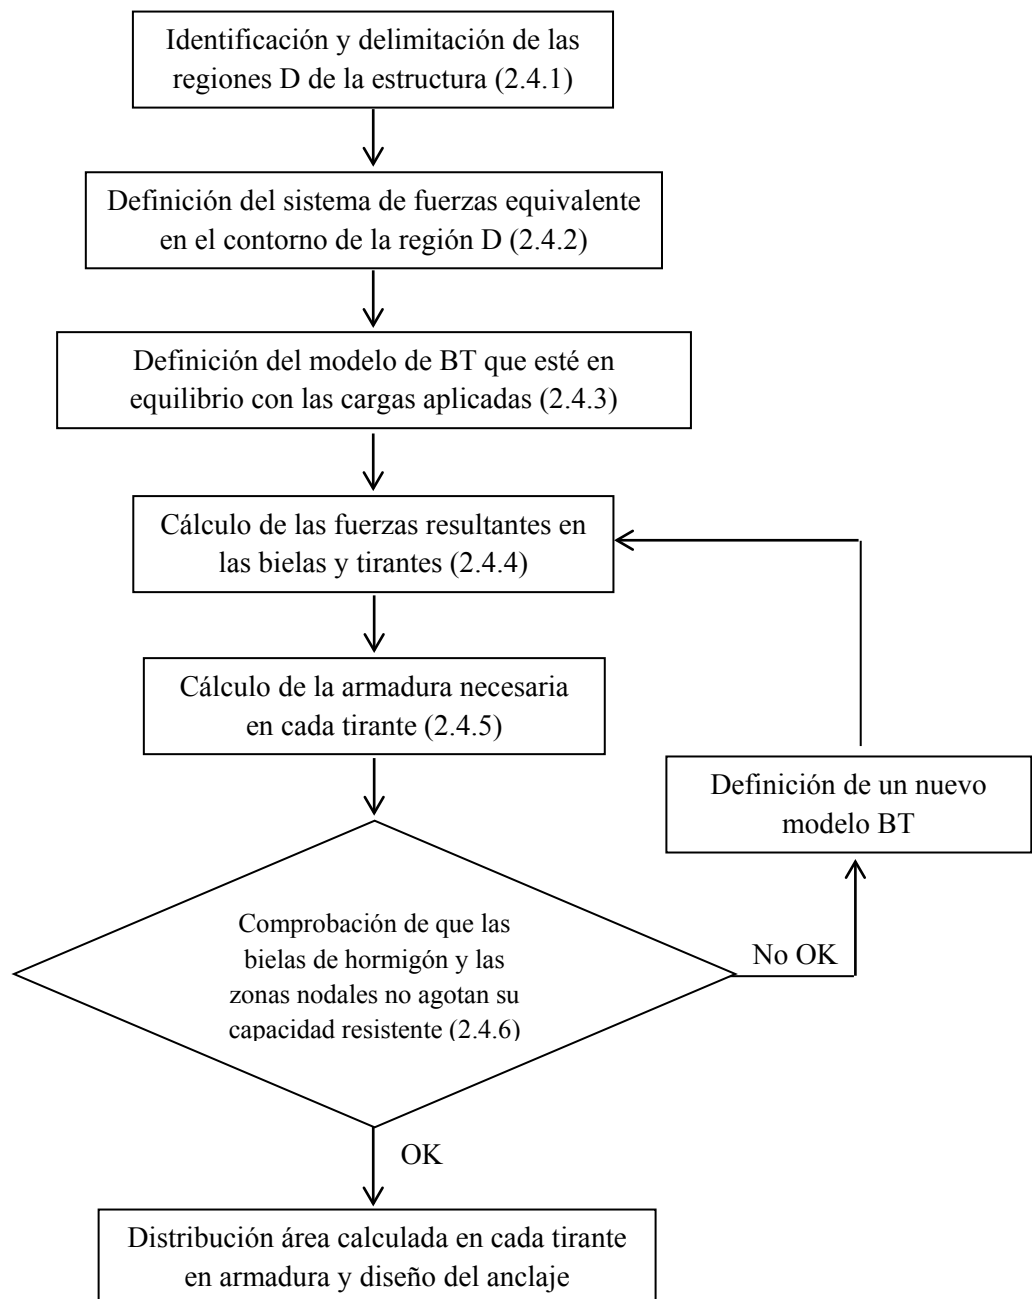 Identificación y delimitación de las
regiones D de la estructura (2.4.1)
Definición del sistema de fuerzas equivalente
en el contorno de la región D (2.4.2)
Definición del modelo de BT que esté en
equilibrio con las cargas aplicadas (2.4.3)
Cálculo de las fuerzas resultantes en
las bielas y tirantes (2.4.4)
Cálculo de la armadura necesaria
en cada tirante (2.4.5)
Definición de un nuevo
modelo BT
Comprobación de que las
bielas de hormigón y las
zonas nodales no agotan su
capacidad resistente (2.4.6)
No OK
OK
Distribución área calculada en cada tirante
en armadura y diseño del anclaje